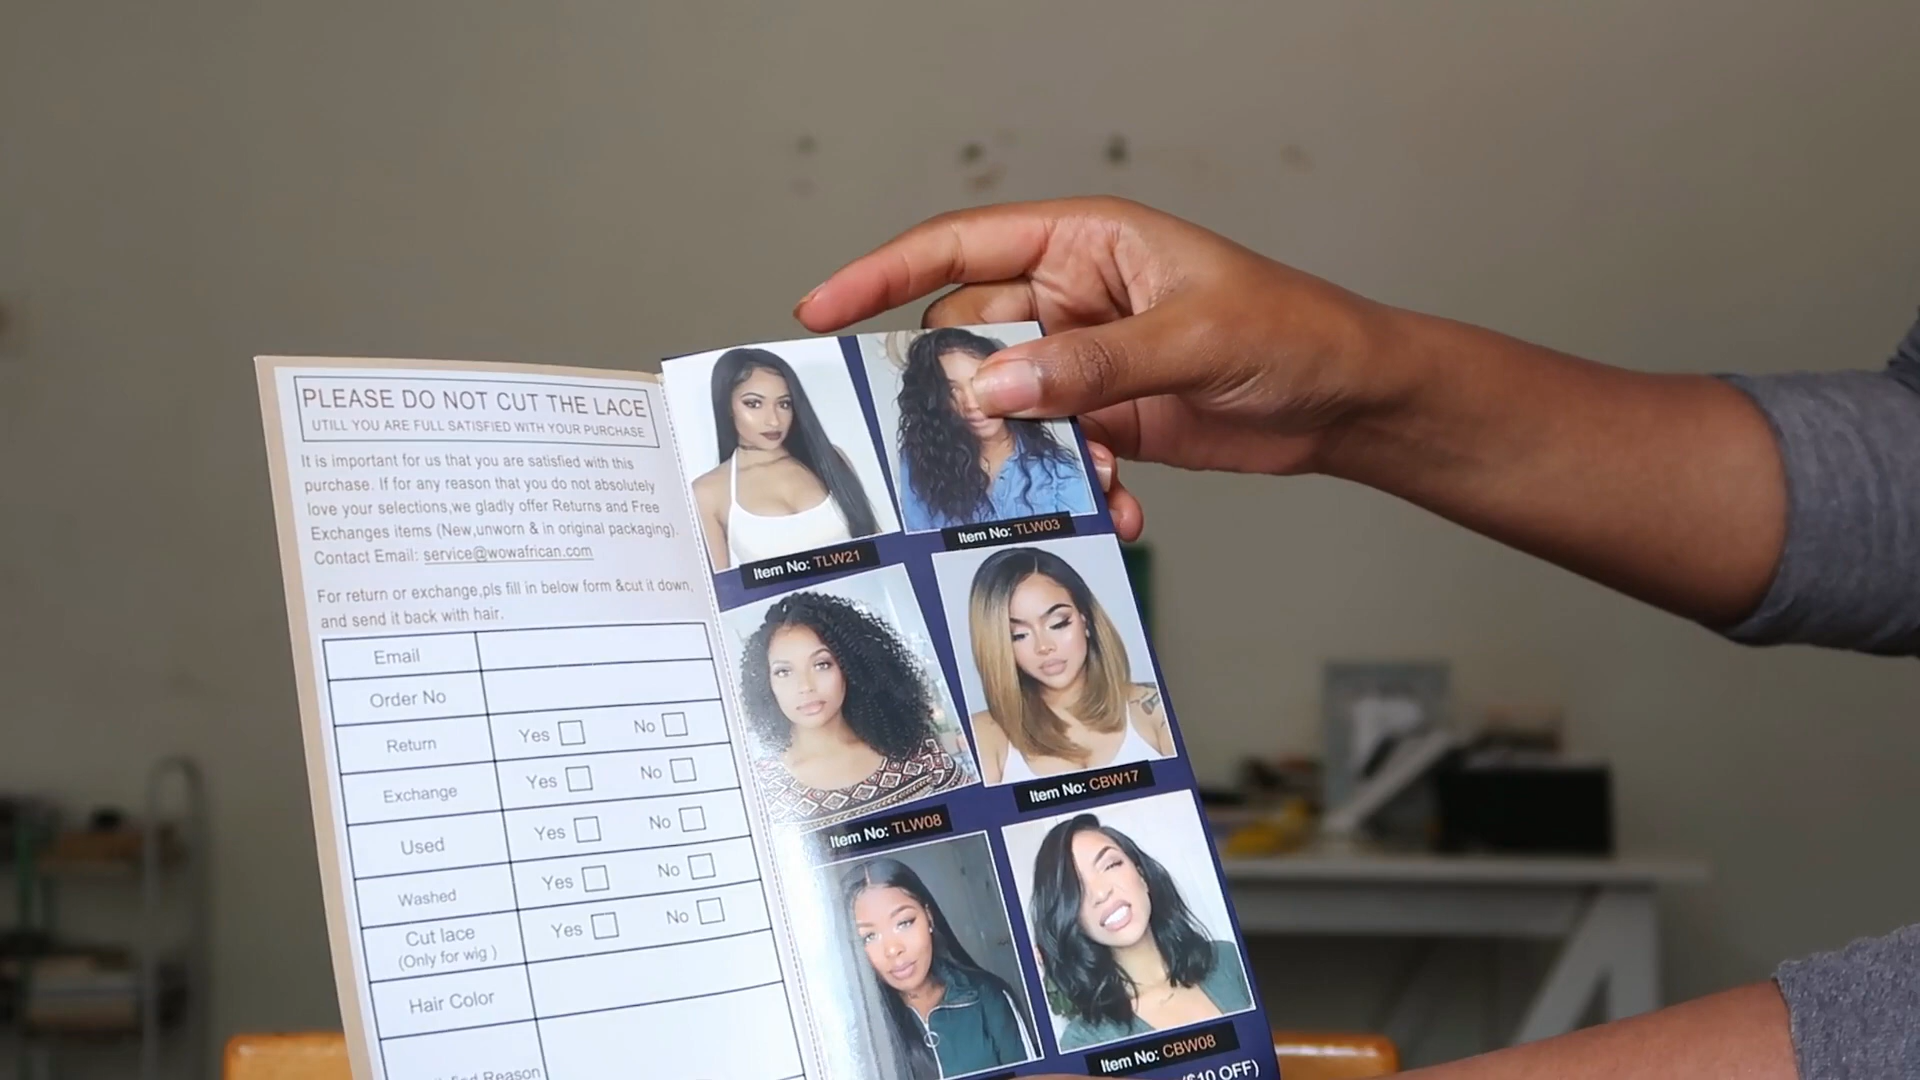 PLEASE DO NOT CUT THE LACE
UTILL YOU ARE FULL SATISFIED WITH YOUR PURCHASE
It is important for us that you are satisfied with this
purchase. If for any reason that you do not absolutely
love your selections,we gladly offer Returns and Free
Exchanges items (New,unworn & in original packaging).
Contact Email: service@wowafrican.com
For return or exchange,pls fill in below form &cut it down,
and send it back with hair.
Email
Order No
Return Yes No
Exchange Yes No
Used Yes No
Washed Yes No
Cut lace Yes No
(Only for wig )
Hair Color
Reason
Item No: TLW21
Item No: TLW03
Item No: TLW08
Item No: CBW17
Item No: CBW08
$10 OFF)